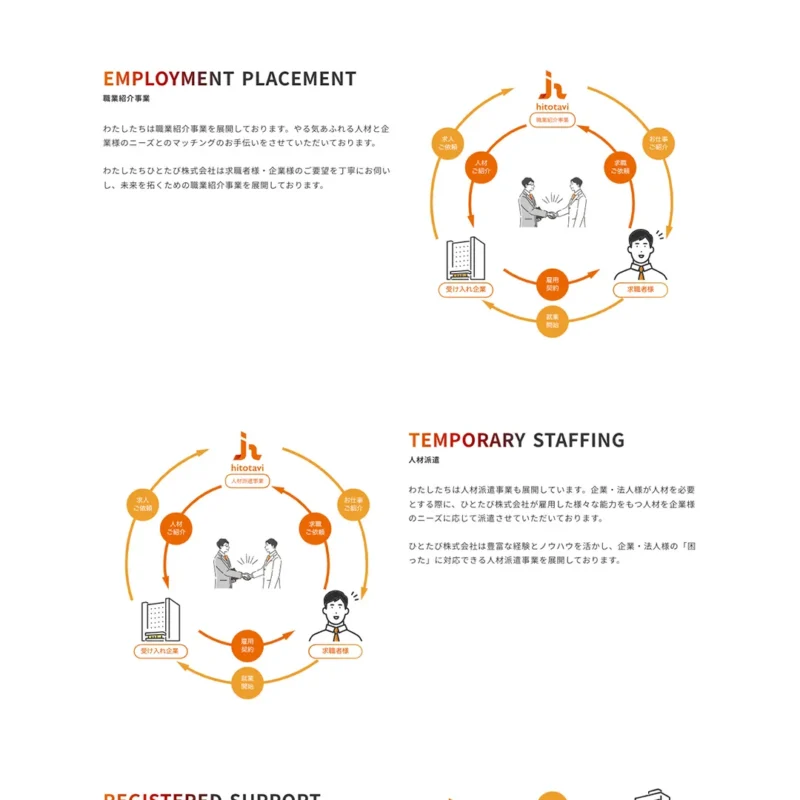 EMPLOYMENT PLACEMENT
職業紹介事業
わたしたちは職業紹介事業を展開しております。やる気あふれる人材と企
業様のニーズとのマッチングのお手伝いをさせていただいております。
わたしたちひとたび株式会社は求職者様・企業様のご要望を丁寧にお伺い
し、未来を拓くための職業紹介事業を展開しております。
hitotavi
職業紹介事業
求人
ご依頼
お仕事
ご紹介
人材
ご紹介
求職
ご依頼
受け入れ企業
雇用
契約
求職者様
就業
開始
TEMPORARY STAFFING
人材派遣
わたしたちは人材派遣事業も展開しています。企業・法人様が人材を必要
とする際に、ひとたび株式会社が雇用した様々な能力をもつ人材を企業様
のニーズに応じて派遣させていただいております。
ひとたび株式会社は豊富な経験とノウハウを活かし、企業・法人様の「困
った」に対応できる人材派遣事業を展開しております。
hitotavi
人材派遣事業
求人
ご依頼
お仕事
ご紹介
人材
ご紹介
求職
ご依頼
受け入れ企業
雇用
契約
求職者様
就業
開始
REGISTERED SUPPORT